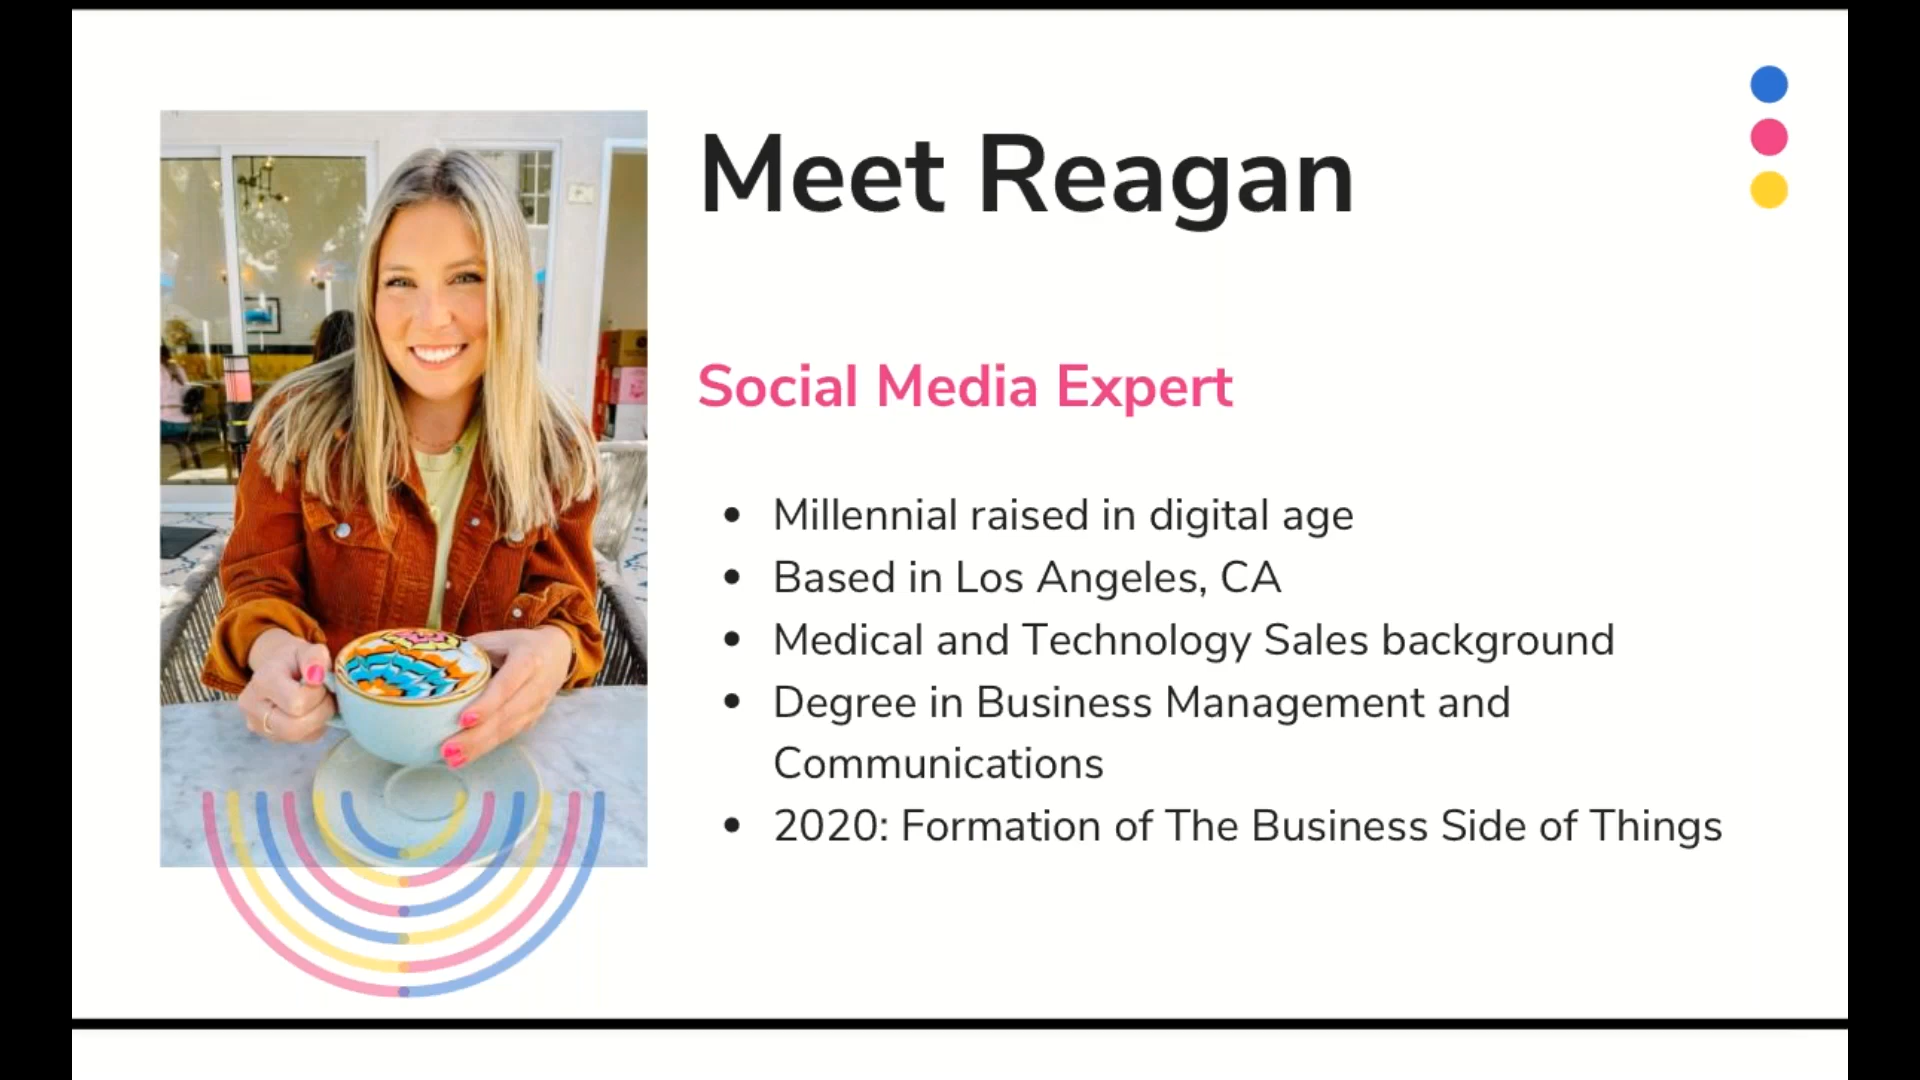 Meet Reagan
Social Media Expert
• Millennial raised in digital age
• Based in Los Angeles, CA
• Medical and Technology Sales background
• Degree in Business Management and
Communications
• 2020: Formation of The Business Side of Things